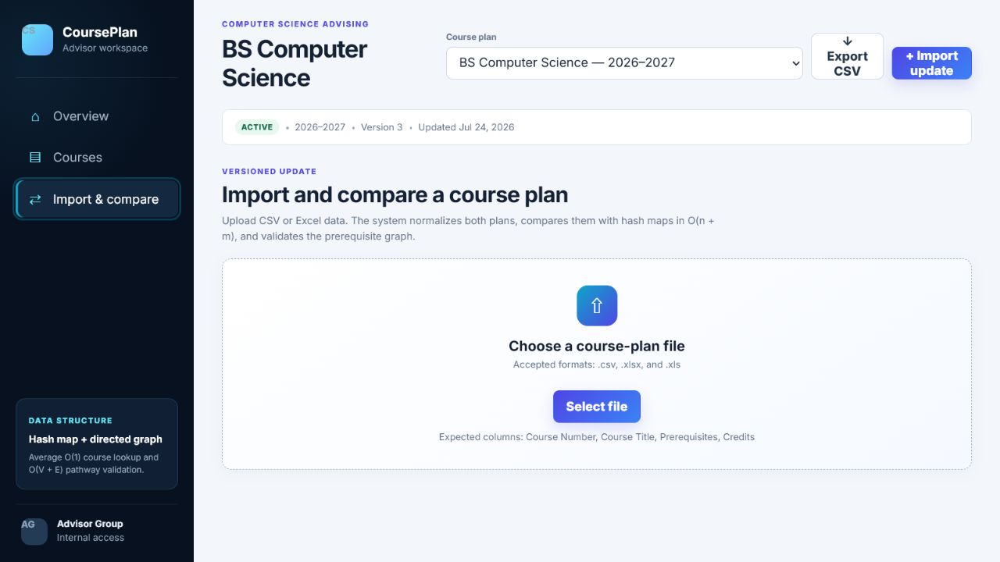 CS
CoursePlan
Advisor workspace
Overview
Courses
Import & compare
DATA STRUCTURE
Hash map + directed graph
Average O(1) course lookup and
O(V + E) pathway validation.
AG
Advisor Group
Internal access
COMPUTER SCIENCE ADVISING
BS Computer
Science
Course plan
BS Computer Science — 2026–2027
↓
Export
CSV
+ Import
update
ACTIVE • 2026–2027 • Version 3 • Updated Jul 24, 2026
VERSIONED UPDATE
Import and compare a course plan
Upload CSV or Excel data. The system normalizes both plans, compares them with hash maps in O(n +
m), and validates the prerequisite graph.
Choose a course-plan file
Accepted formats: .csv, .xlsx, and .xls
Select file
Expected columns: Course Number, Course Title, Prerequisites, Credits